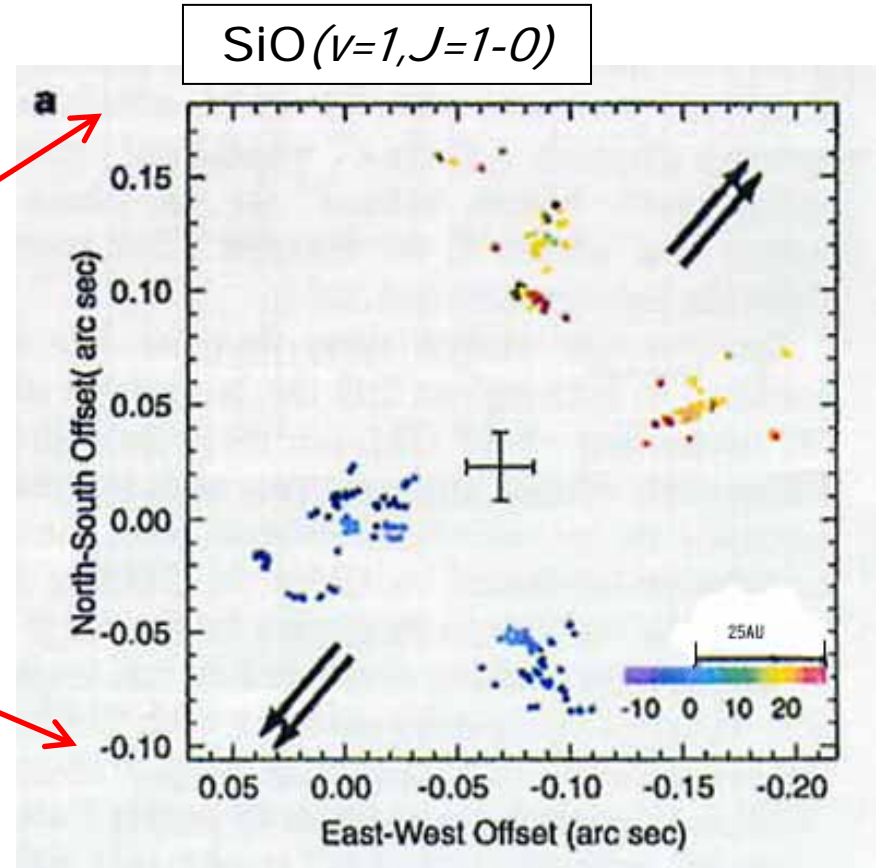 SiO(v=1,J=1-0)
a
0.15
0.10
0.05
0.00
-0.05
-0.10
North-South Offset( arc sec)
25AU
-10 0 10 20
0.05 0.00 -0.05 -0.10 -0.15 -0.20
East-West Offset (arc sec)